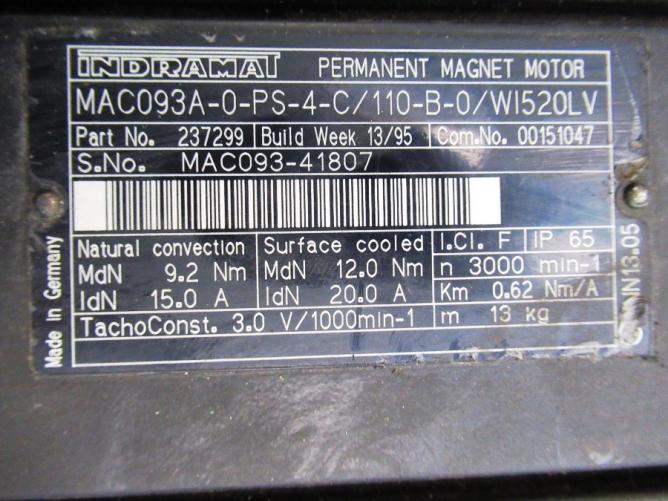 INDRAMAT PERMANENT MAGNET MOTOR
MAC093A-0-PS-4-C/110-B-0/WI520LV
Part No. 237299 Build Week 13/95 Com.No. 00151047
S.No. MAC093-41807
Natural convection Surface cooled I.Cl. F IP 65
MdN 9.2 Nm MdN 12.0 Nm n 3000 min-1
IdN 15.0 A IdN 20.0 A Km 0.62 Nm/A
TachoConst. 3.0 V/1000min-1 m 13 kg
Made in Germany